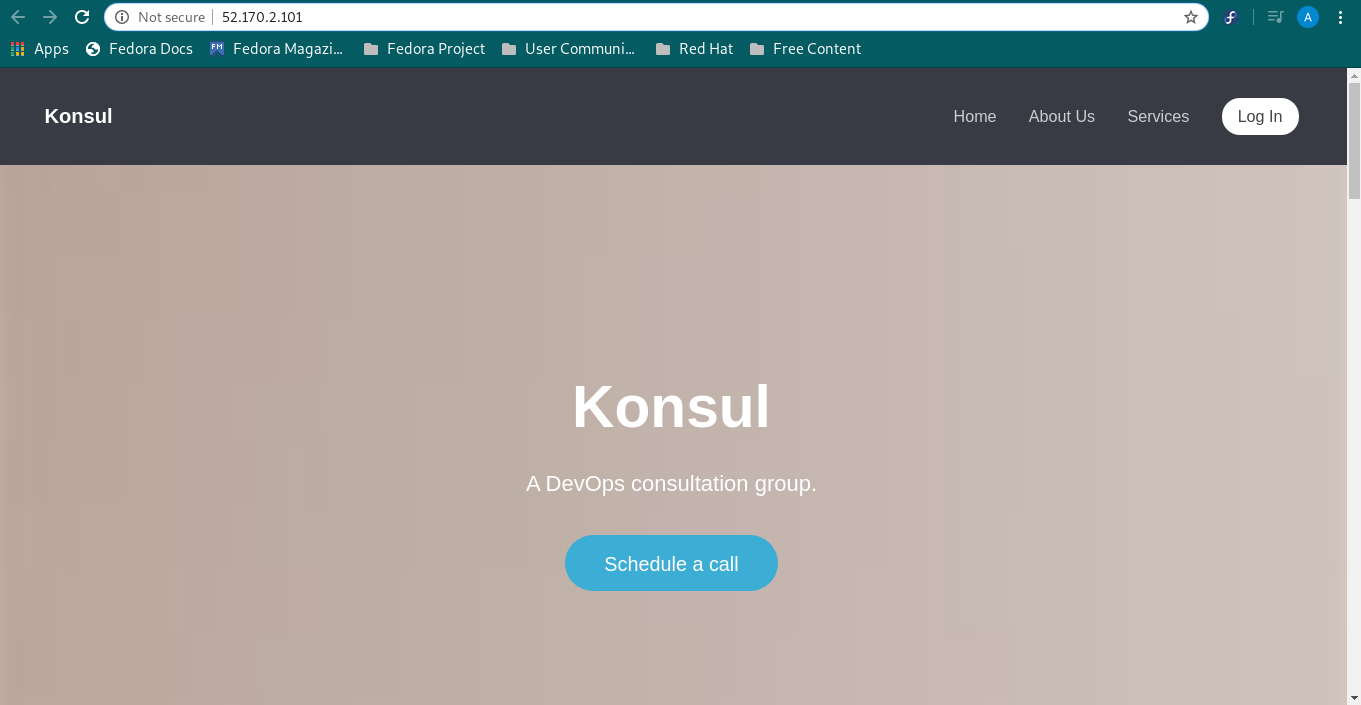 Not secure 52.170.2.101
A
Apps Fedora Docs FM Fedora Magazi... Fedora Project User Communi... Red Hat Free Content
Konsul Home About Us Services Log In
Konsul
A DevOps consultation group.
Schedule a call